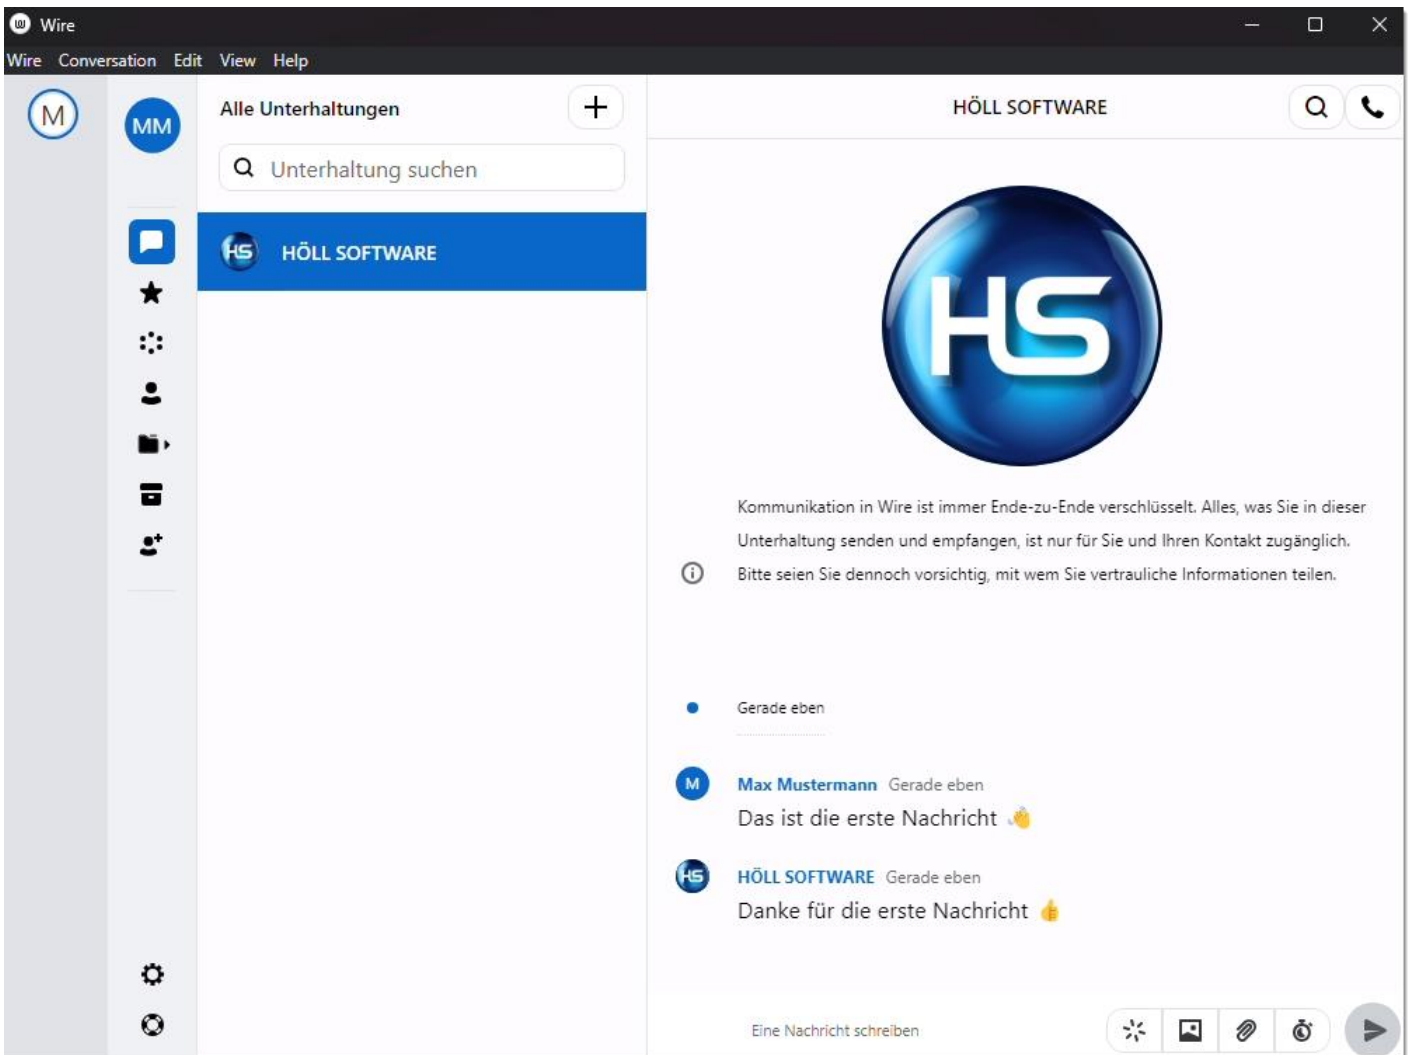 Wire
Wire Conversation Edit View Help
M
MM
Alle Unterhaltungen
Unterhaltung suchen
HS HÖLL SOFTWARE
HÖLL SOFTWARE
HS
Kommunikation in Wire ist immer Ende-zu-Ende verschlüsselt. Alles, was Sie in dieser
Unterhaltung senden und empfangen, ist nur für Sie und Ihren Kontakt zugänglich.
Bitte seien Sie dennoch vorsichtig, mit wem Sie vertrauliche Informationen teilen.
Gerade eben
M Max Mustermann Gerade eben
Das ist die erste Nachricht 👋
HS HÖLL SOFTWARE Gerade eben
Danke für die erste Nachricht 👍
Eine Nachricht schreiben